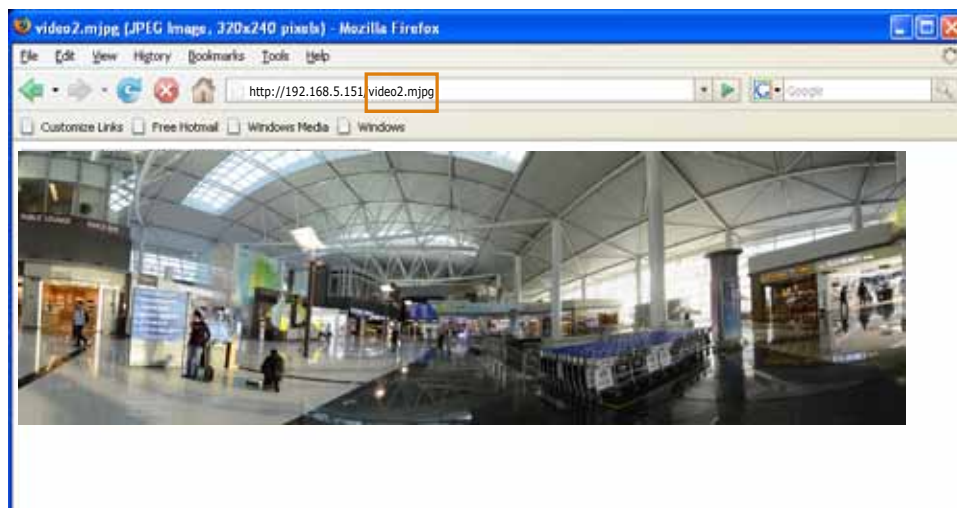 video2.mjpg (JPEG Image, 320x240 pixels) - Mozilla Firefox
File Edit View History Bookmarks Tools Help
http://192.168.5.151/video2.mjpg Google
Customize Links Free Hotmail Windows Media Windows